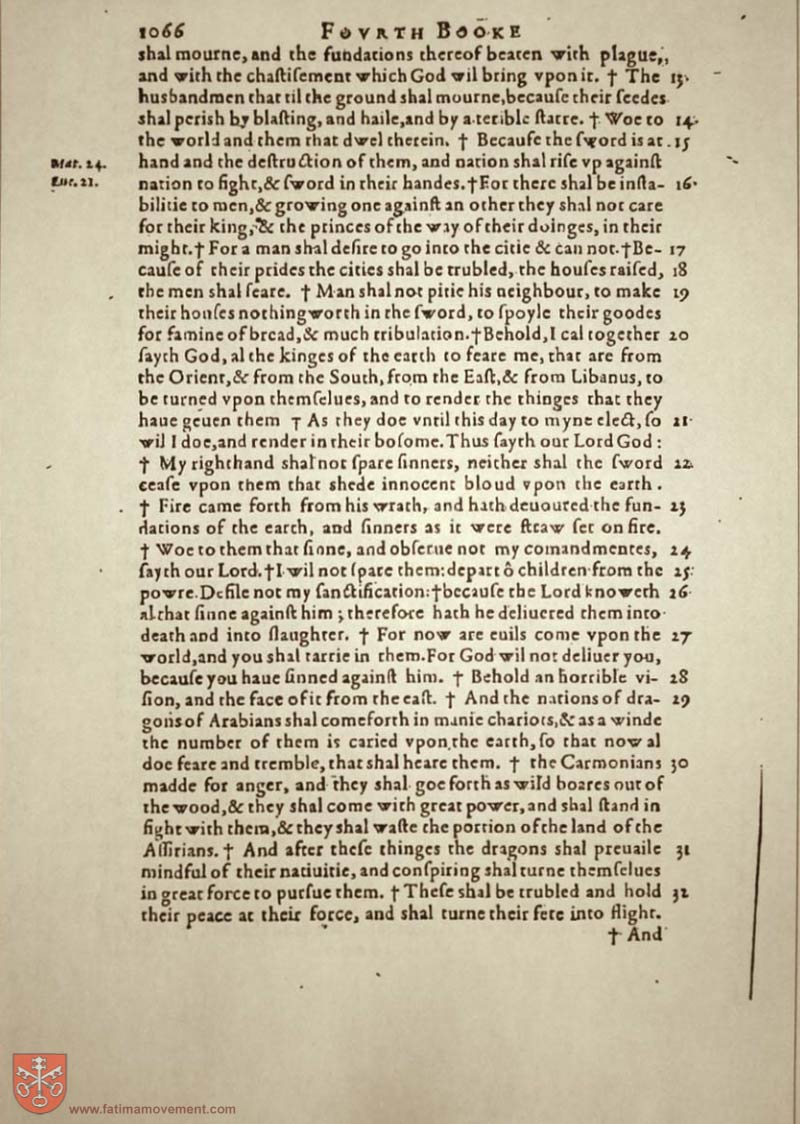 1066 FOVRTH BOOKE
shal mourne, and the fundations thereof beaten with plague,,
and with the chaſtiſement which God wil bring vpon it. † The 13.
husbandmen that til the ground shal mourne, becauſe their ſeedes
shal perish by blaſting, and haile, and by a terible ſtarre. † Woe to 14.
the world and them that dwel therein. † Becauſe the ſword is at 15
Mat. 24. hand and the deſtruction of them, and nation shal riſe vp againſt
Luc. 21. nation to fight, & ſword in their handes. † For there shal be inſta- 16.
bilitie to men, & growing one againſt an other they shal not care
for their king, & the princes of the way of their doinges, in their
might. † For a man shal deſire to go into the citie & can not. † Be- 17
cauſe of their prides the cities shal be trubled, the houſes raiſed, 18
the men shal feare. † Man shal not pitie his neighbour, to make 19
their houſes nothing worth in the ſword, to ſpoyle their goodes
for famine of bread, & much tribulation. † Behold, I cal together 20
ſayth God, al the kinges of the earth to feare me, that are from
the Orient, & from the South, from the Eaſt, & from Libanus, to
be turned vpon themſelues, and to render the thinges that they
haue geuen them † As they doe vntil this day to myne elect, ſo 21.
wil I doe, and render in their boſome. Thus ſayth our Lord God :
† My righthand shal not ſpare ſinners, neither shal the ſword 22.
ceaſe vpon them that shede innocent bloud vpon the earth .
† Fire came forth from his wrath, and hath deuoured the fun- 23
dations of the earth, and ſinners as it were ſtraw ſet on fire.
† Woe to them that ſinne, and obſerue not my comandmentes, 24
ſayth our Lord. † I wil not ſpare them: depart ô children from the 25:
powre. Defile not my ſanctification: † becauſe the Lord knoweth 26.
al that ſinne againſt him ; therefore hath he deliuered them into
death and into ſlaughter. † For now are euils come vpon the 27
world, and you shal tarrie in them. For God wil not deliuer you,
becauſe you haue ſinned againſt him. † Behold an horrible vi- 28
ſion, and the face of it from the eaſt. † And the nations of dra- 29
gons of Arabians shal come forth in manie chariots, & as a winde
the number of them is caried vpon the earth, ſo that now al
doe feare and tremble, that shal heare them. † the Carmonians 30
madde for anger, and they shal goe forth as wild boares out of
the wood, & they shal come with great power, and shal ſtand in
fight with them, & they shal waſte the portion of the land of the
Aſſirians. † And after theſe thinges the dragons shal preuaile 31
mindful of their natiuitie, and conſpiring shal turne themſelues
in great force to purſue them. † Theſe shal be trubled and hold 32
their peace at their force, and shal turne their fete into flight.
† And
www.fatimamovement.com